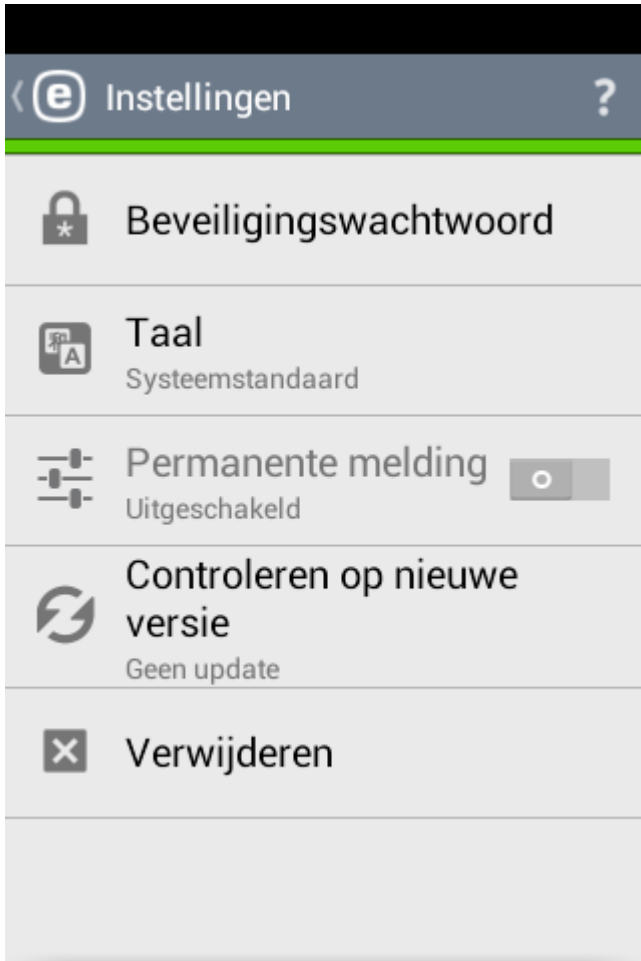 e Instellingen ?
Beveiligingswachtwoord
Taal
Systeemstandaard
Permanente melding
Uitgeschakeld
Controleren op nieuwe
versie
Geen update
Verwijderen